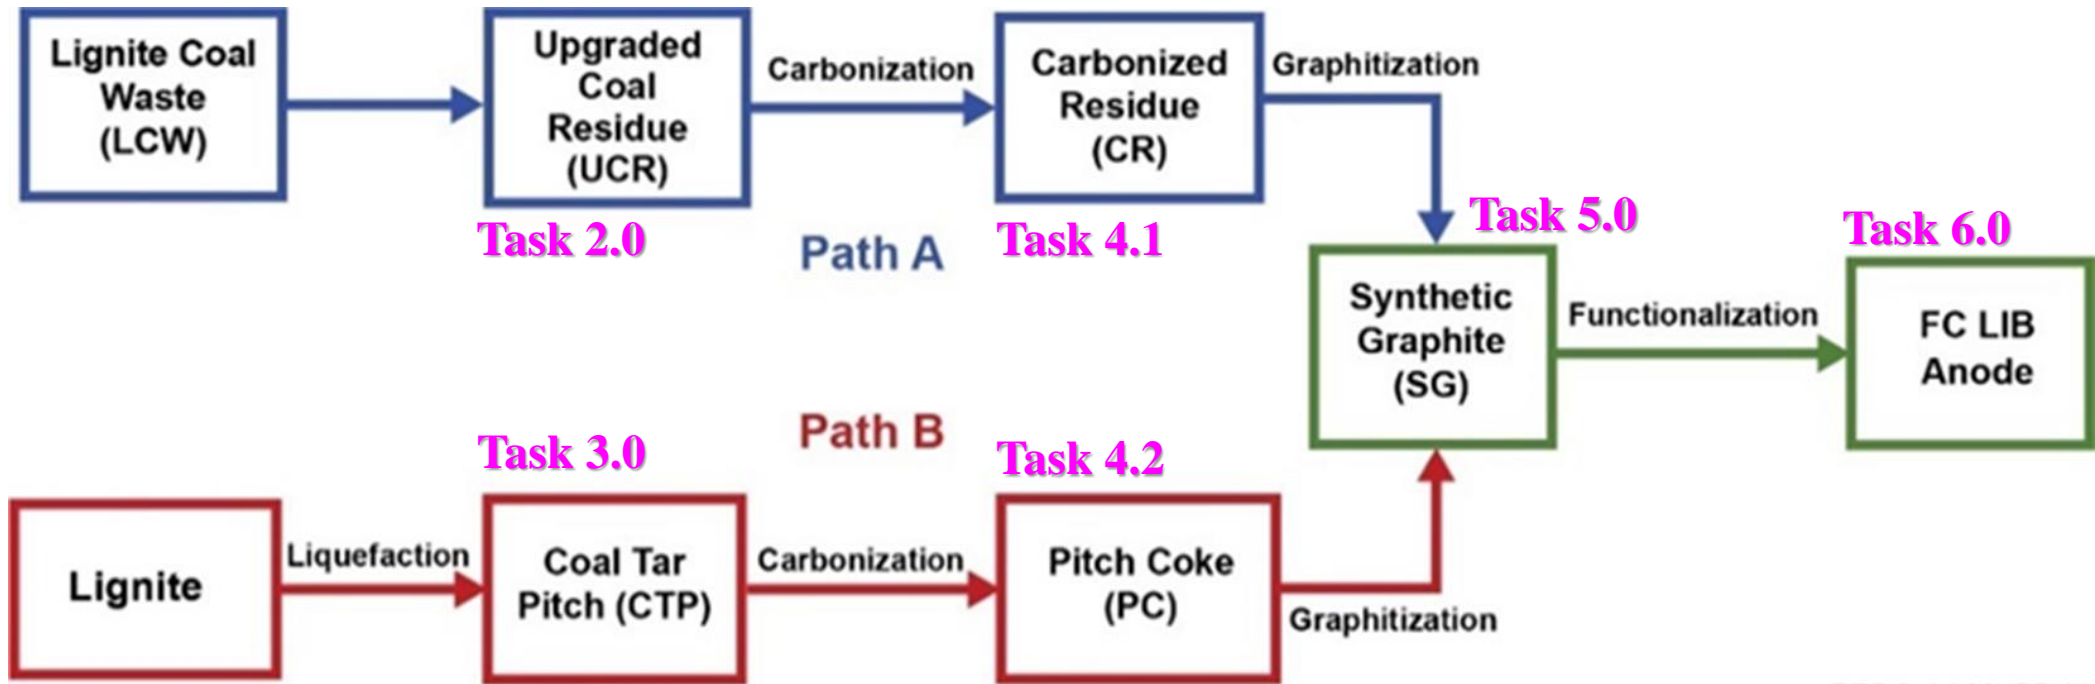 Lignite Coal
Waste
(LCW)
Upgraded
Coal
Residue
(UCR)
Carbonization
Carbonized
Residue
(CR)
Graphitization
Task 2.0
Path A
Task 4.1
Task 5.0
Task 6.0
Synthetic
Graphite
(SG)
Functionalization
FC LIB
Anode
Path B
Task 3.0
Task 4.2
Lignite
Liquefaction
Coal Tar
Pitch (CTP)
Carbonization
Pitch Coke
(PC)
Graphitization